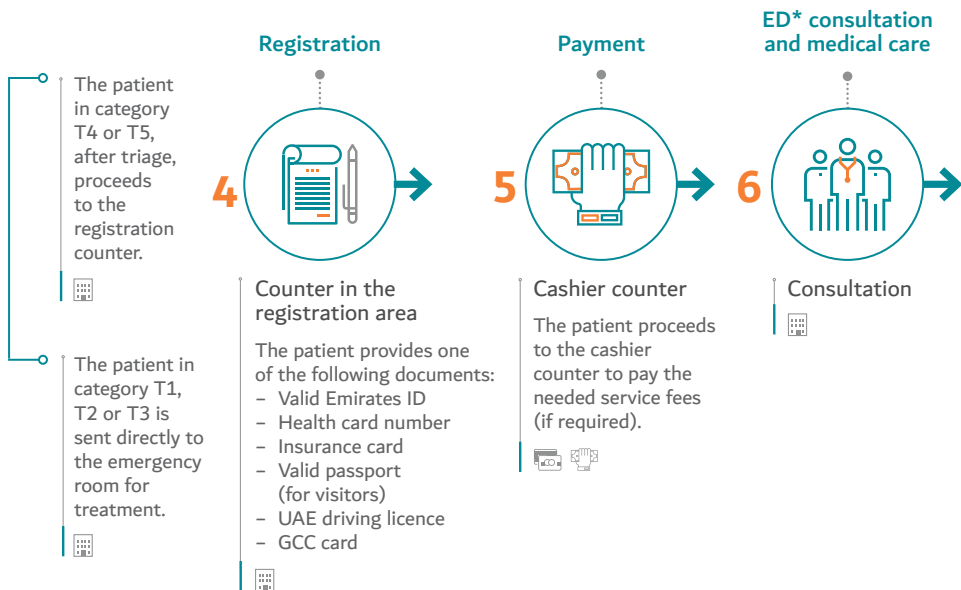 The patient
in category
T4 or T5,
after triage,
proceeds
to the
registration
counter.
The patient in
category T1,
T2 or T3 is
sent directly to
the emergency
room for
treatment.
Registration
4
Counter in the
registration area
The patient provides one
of the following documents:
– Valid Emirates ID
– Health card number
– Insurance card
– Valid passport
(for visitors)
– UAE driving licence
– GCC card
Payment
5
Cashier counter
The patient proceeds
to the cashier
counter to pay the
needed service fees
(if required).
ED* consultation
and medical care
6
Consultation